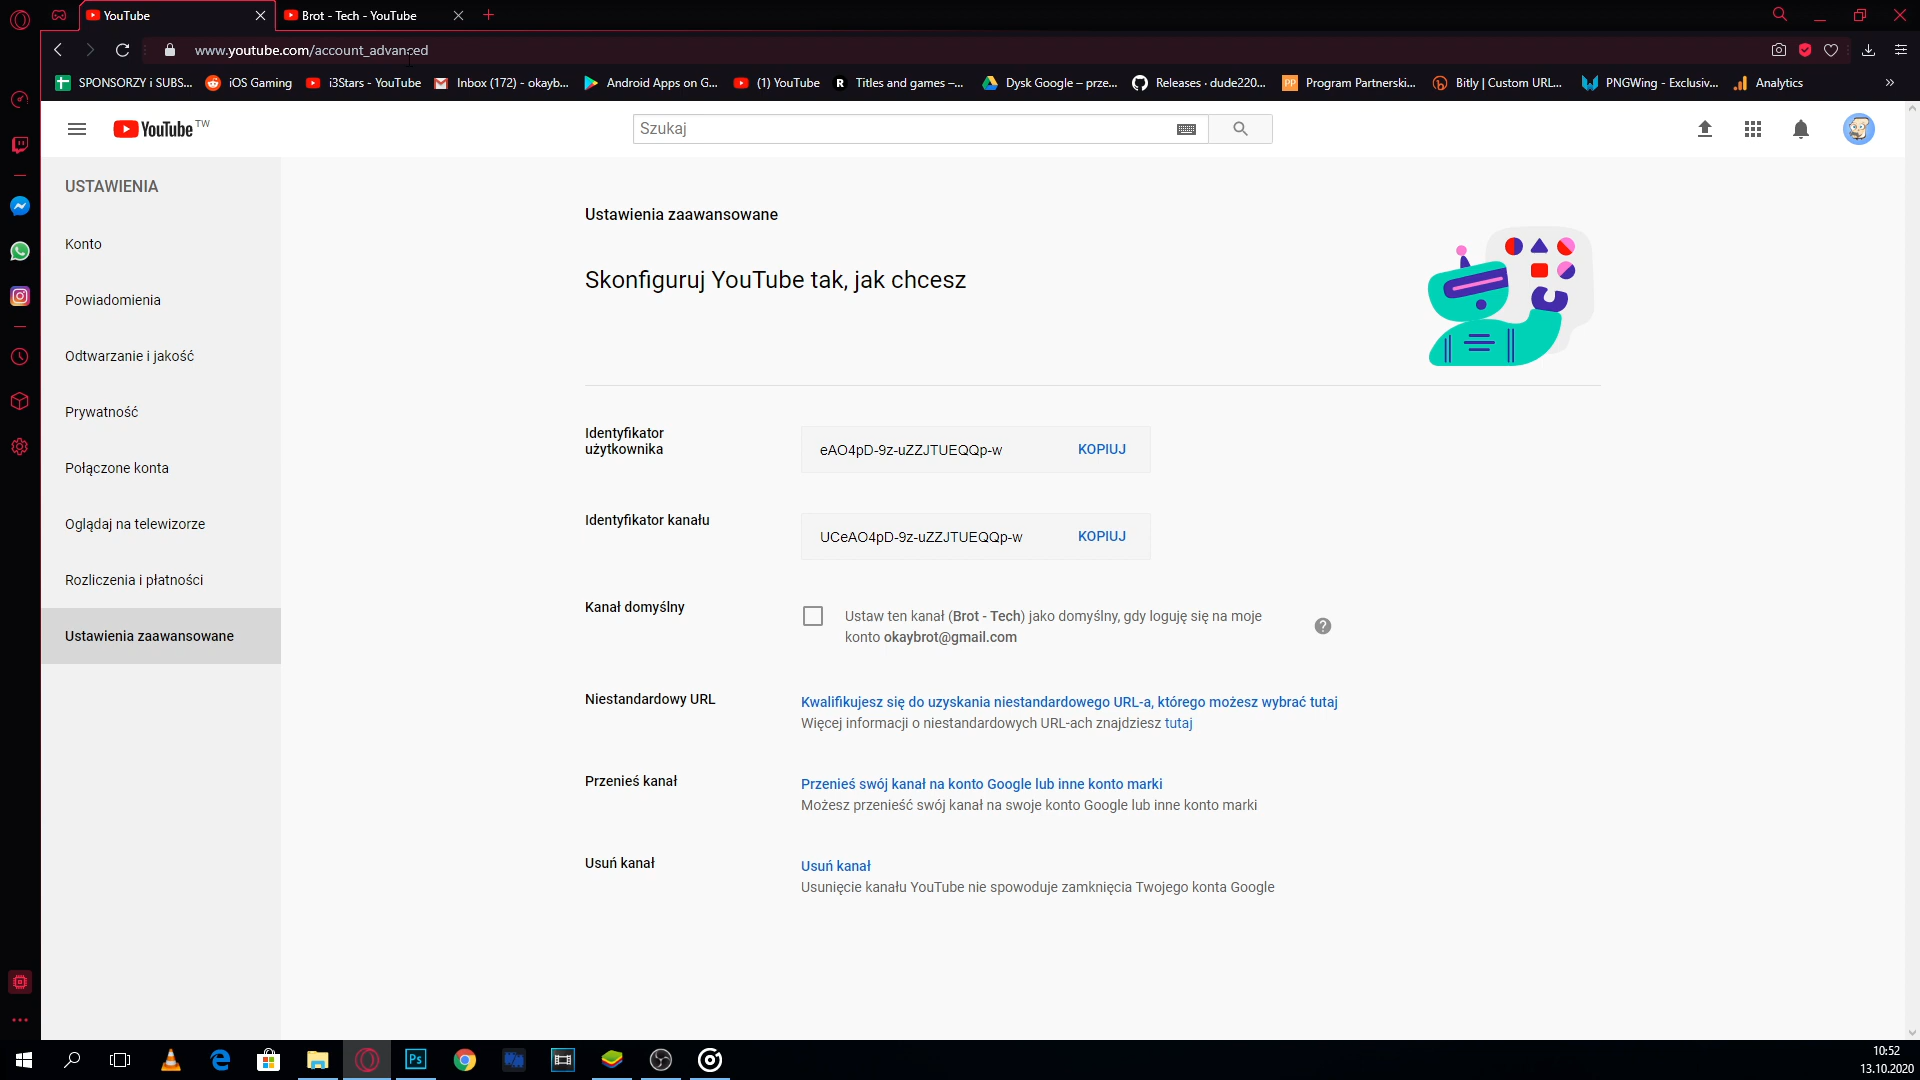 YouTube
Brot - Tech - YouTube
www.youtube.com/account_advanced
SPONSORZY i SUBS...
iOS Gaming
i3Stars - YouTube
Inbox (172) - okayb...
Android Apps on G...
(1) YouTube
R
Titles and games –...
Dysk Google – prze...
Releases · dude220...
PP
Program Partnerski...
Bitly | Custom URL...
PNGWing - Exclusiv...
Analytics
»
YouTube TW
Szukaj
USTAWIENIA
Konto
Powiadomienia
Odtwarzanie i jakość
Prywatność
Połączone konta
Oglądaj na telewizorze
Rozliczenia i płatności
Ustawienia zaawansowane
Ustawienia zaawansowane
Skonfiguruj YouTube tak, jak chcesz
Identyfikator
użytkownika
eAO4pD-9z-uZZJTUEQQp-w
KOPIUJ
Identyfikator kanału
UCeAO4pD-9z-uZZJTUEQQp-w
KOPIUJ
Kanał domyślny
Ustaw ten kanał (Brot - Tech) jako domyślny, gdy loguję się na moje
konto okaybrot@gmail.com
?
Niestandardowy URL
Kwalifikujesz się do uzyskania niestandardowego URL-a, którego możesz wybrać tutaj
Więcej informacji o niestandardowych URL-ach znajdziesz tutaj
Przenieś kanał
Przenieś swój kanał na konto Google lub inne konto marki
Możesz przenieść swój kanał na swoje konto Google lub inne konto marki
Usuń kanał
Usuń kanał
Usunięcie kanału YouTube nie spowoduje zamknięcia Twojego konta Google
Ps
10:52
13.10.2020